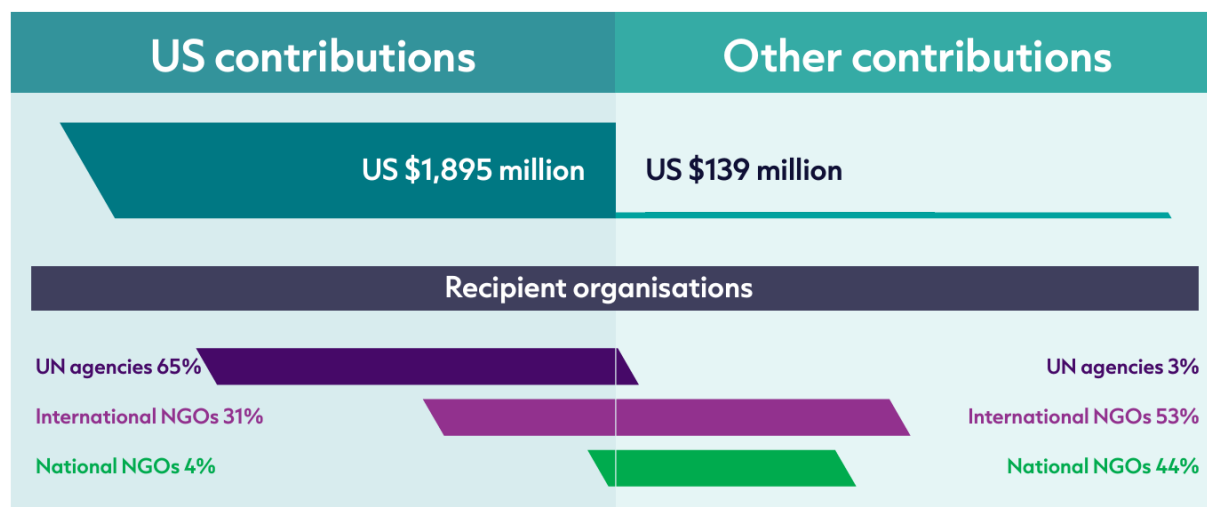 US contributions
Other contributions
US $1,895 million
US $139 million
Recipient organisations
UN agencies 65%
UN agencies 3%
International NGOs 31%
International NGOs 53%
National NGOs 4%
National NGOs 44%